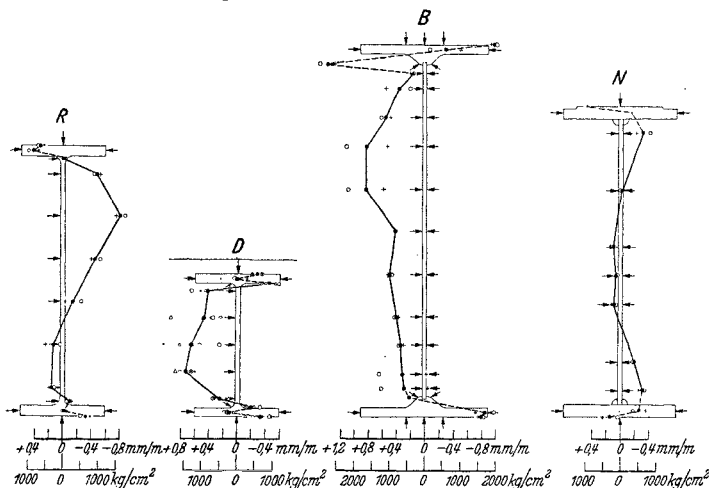 B
N
R
D
+0,4 0 -0,4 -0,8 mm/m
+0,8 +0,4 0 -0,4 mm/m
+1,2 +0,8 +0,4 0 -0,4 -0,8 mm/m
+0,4 0 -0,4 mm/m
1000 0 1000 kg/cm²
1000 0 1000 kg/cm²
2000 1000 0 1000 2000 kg/cm²
1000 0 1000 kg/cm²